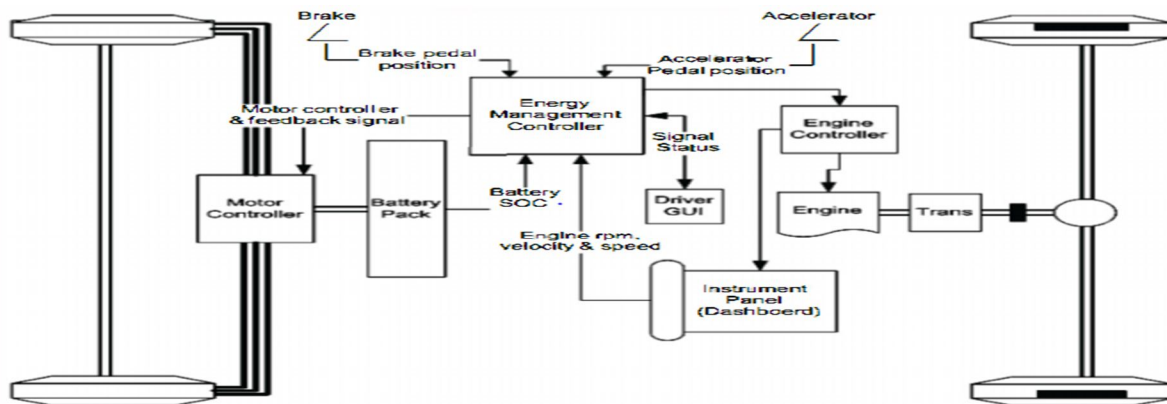 Brake
Accelerator
Brake pedal
position
Accelerator
Pedal position
Energy
Management
Controller
Motor controller
& feedback signal
Engine
Controller
Signal
Status
Motor
Controller
Battery
Pack
Battery
SOC
Driver
GUI
Engine
Trans
Engine rpm,
velocity & speed
Instrument
Panel
(Dashboard)